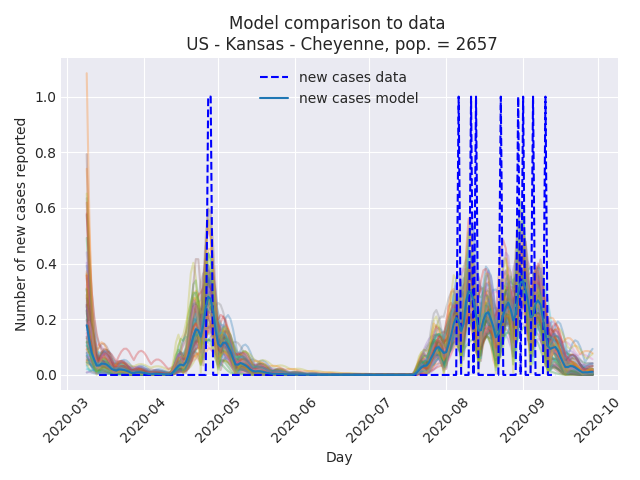 Model comparison to data
US - Kansas - Cheyenne, pop. = 2657
new cases data
new cases model
Number of new cases reported
1.0
0.8
0.6
0.4
0.2
0.0
2020-03
2020-04
2020-05
2020-06
2020-07
2020-08
2020-09
2020-10
Day